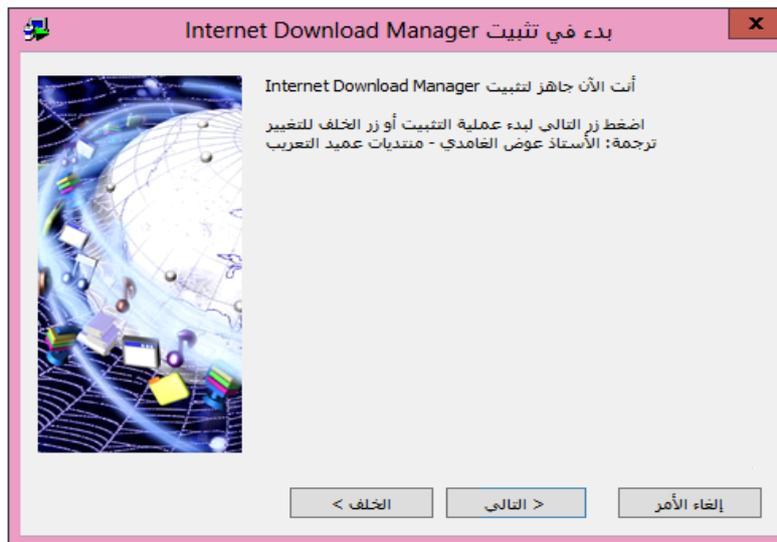 بدء في تثبيت Internet Download Manager
x
أنت الآن جاهز لتثبيت Internet Download Manager
اضغط زر التالي لبدء عملية التثبيت أو زر الخلف للتغيير
ترجمة: الأستاذ عوض الغامدي - منتديات عميد التعريب
الخلف >
< التالي
إلغاء الأمر